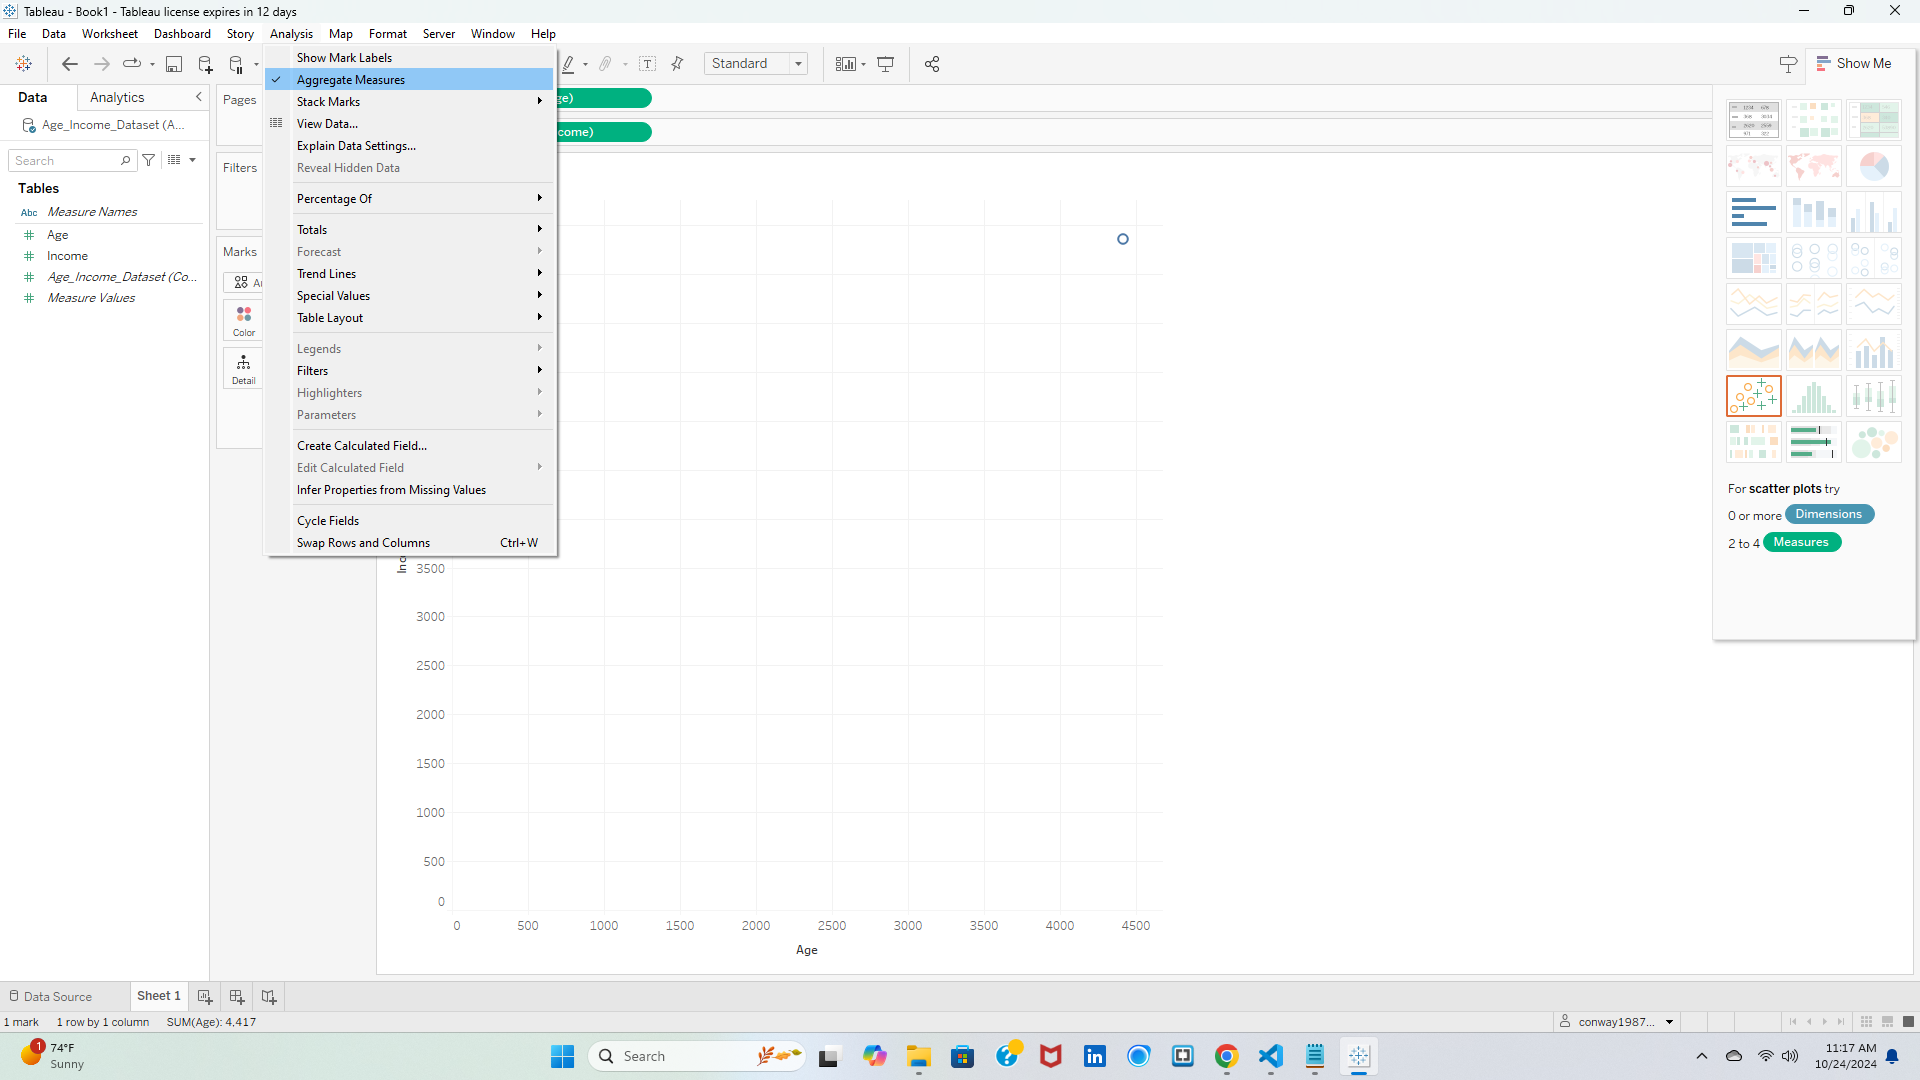 Tableau - Book1 - Tableau license expires in 12 days
File Data Worksheet Dashboard Story Analysis Map Format Server Window Help
Standard
Show Me
Data Analytics
Age_Income_Dataset (A...
Search
Tables
Abc Measure Names
Age
Income
Age_Income_Dataset (Co...
Measure Values
Pages
Filters
Marks
Color
Detail
Show Mark Labels
Aggregate Measures
Stack Marks
View Data...
Explain Data Settings...
Reveal Hidden Data
Percentage Of
Totals
Forecast
Trend Lines
Special Values
Table Layout
Legends
Filters
Highlighters
Parameters
Create Calculated Field...
Edit Calculated Field
Infer Properties from Missing Values
Cycle Fields
Swap Rows and Columns Ctrl+W
ge)
come)
3500
3000
2500
2000
1500
1000
500
0
0 500 1000 1500 2000 2500 3000 3500 4000 4500
Age
For scatter plots try
0 or more Dimensions
2 to 4 Measures
Data Source Sheet 1
1 mark 1 row by 1 column SUM(Age): 4,417
conway1987...
1
74°F
Sunny
Search
11:17 AM
10/24/2024